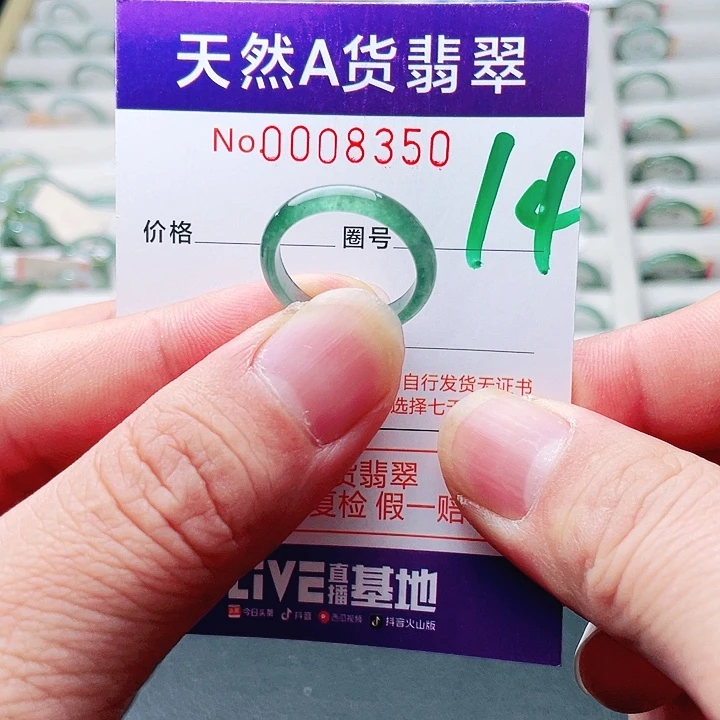 天然A货翡翠
No.0008350
14
价格 圈号
自行发货无证书
选择七
货翡翠
复检 假一赔
LIVE直播基地
今日头条 抖音 西瓜视频 抖音火山版